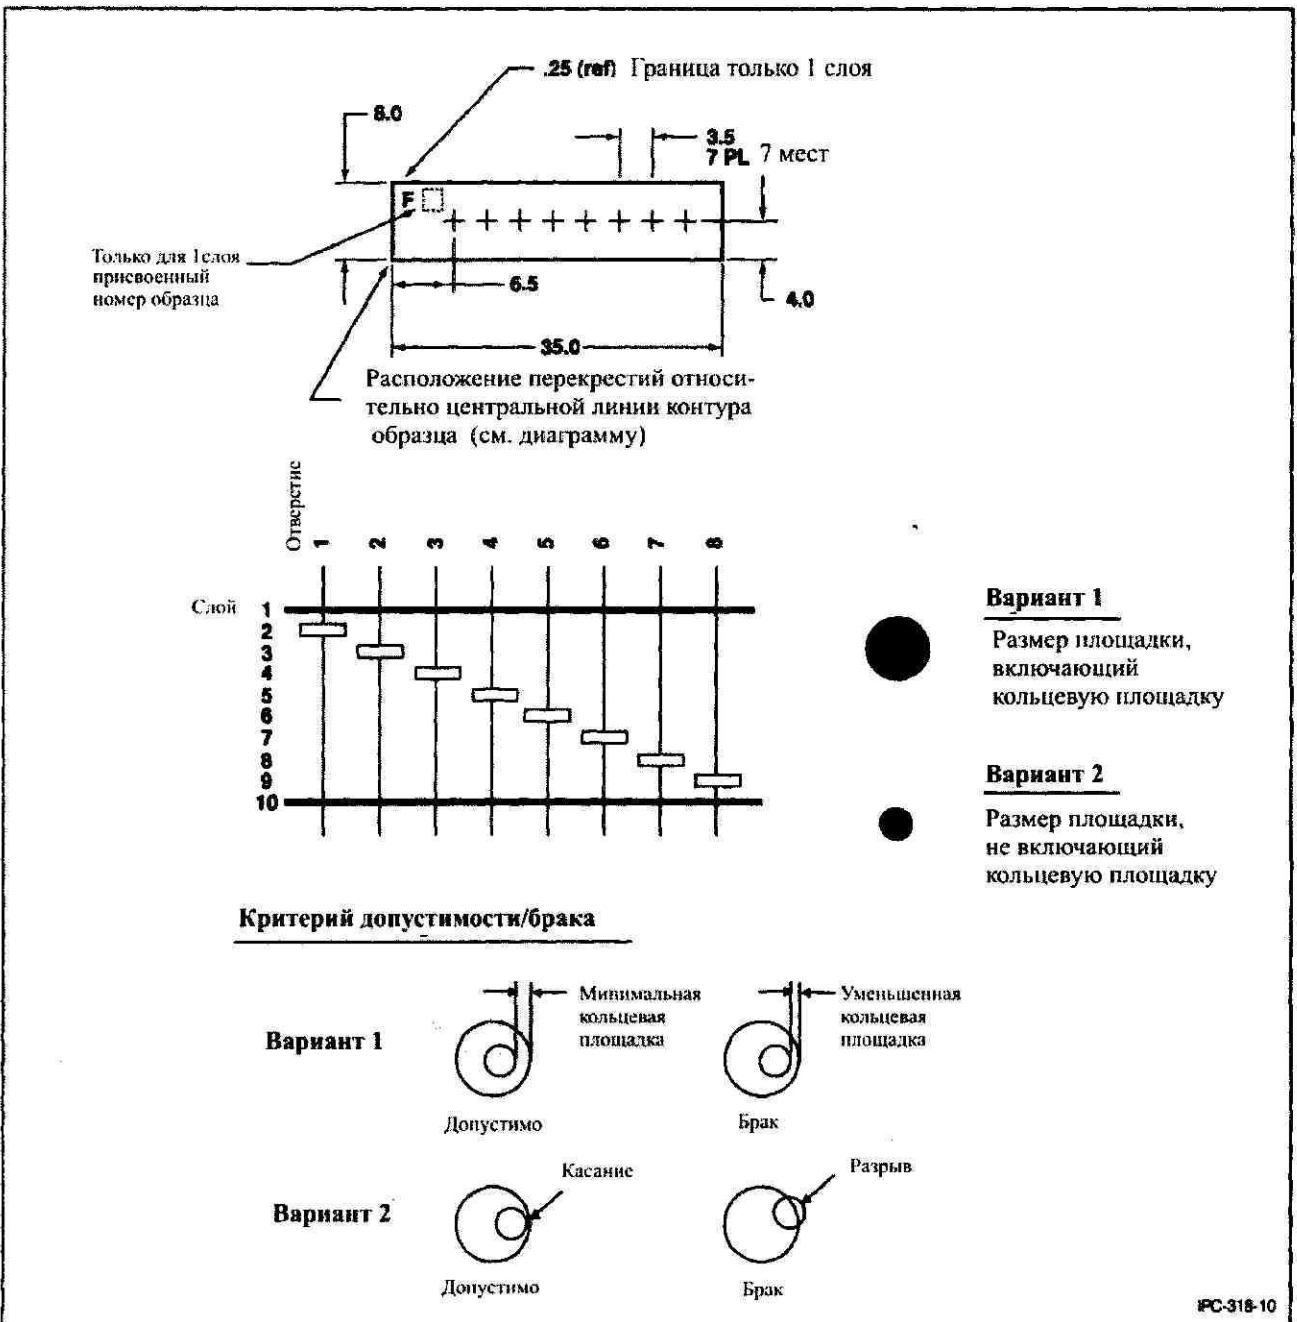 .25 (ref) Граница только 1 слоя
8.0
3.5
7 PL 7 мест
F
Только для 1слоя
присвоенный
номер образца
6.5
4.0
35.0
Расположение перекрестий относи-
тельно центральной линии контура
образца (см. диаграмму)
Отверстие
1 2 3 4 5 6 7 8
Слой 1
2
3
4
5
6
7
8
9
10
Вариант 1
Размер площадки,
включающий
кольцевую площадку
Вариант 2
Размер площадки,
не включающий
кольцевую площадку
Критерий допустимости/брака
Вариант 1
Минимальная
кольцевая
площадка
Допустимо
Уменьшенная
кольцевая
площадка
Брак
Вариант 2
Касание
Допустимо
Разрыв
Брак
IPC-318-10